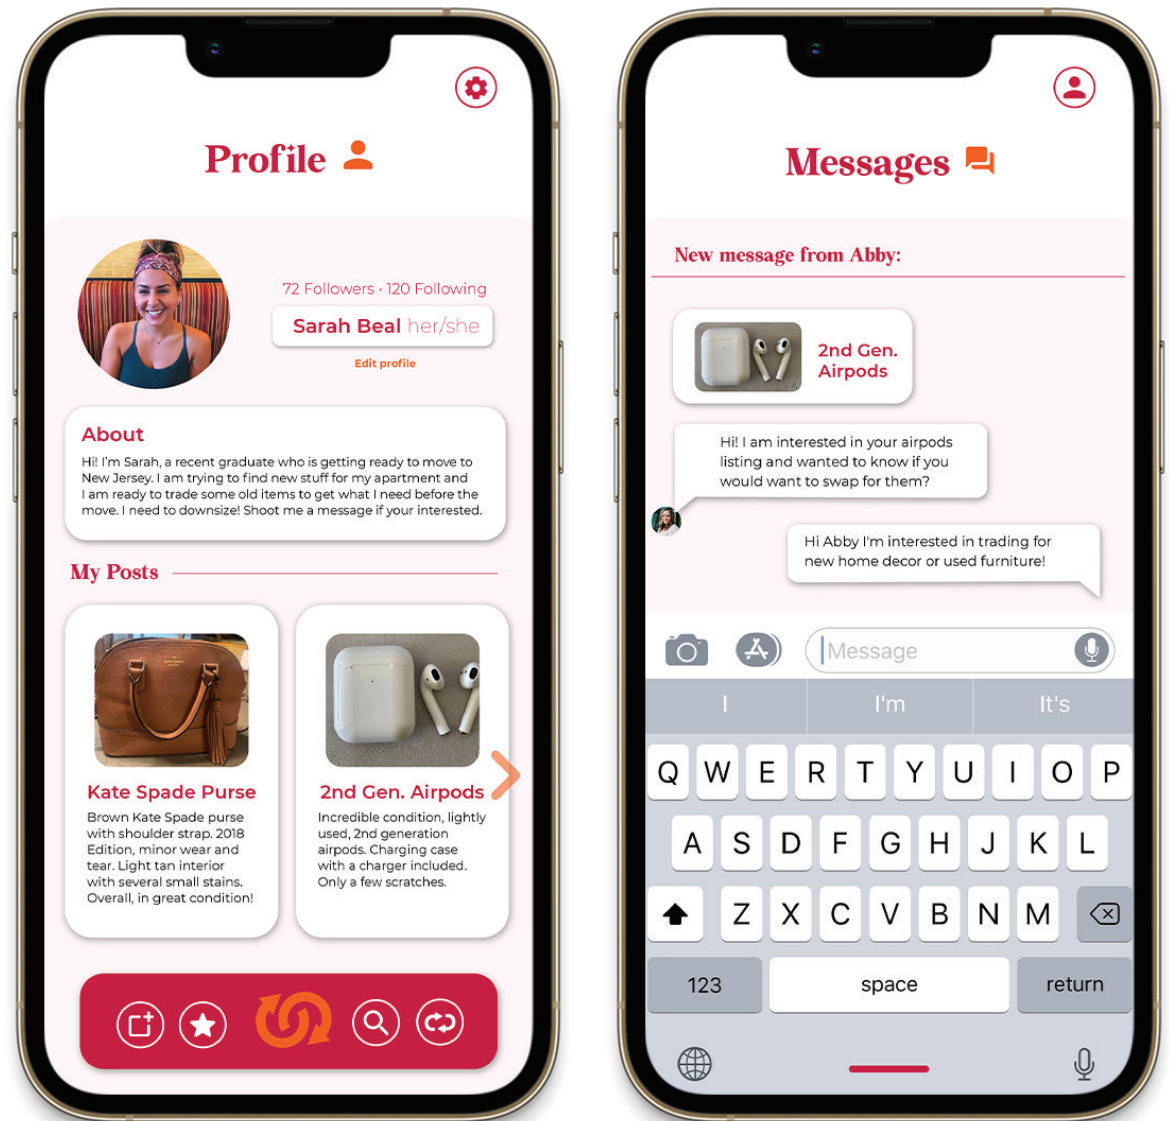 Profile
72 Followers · 120 Following
Sarah Beal her/she
Edit profile
About
Hi! I'm Sarah, a recent graduate who is getting ready to move to
New Jersey. I am trying to find new stuff for my apartment and
I am ready to trade some old items to get what I need before the
move. I need to downsize! Shoot me a message if your interested.
My Posts
Kate Spade Purse
Brown Kate Spade purse
with shoulder strap. 2018
Edition, minor wear and
tear. Light tan interior
with several small stains.
Overall, in great condition!
2nd Gen. Airpods
Incredible condition, lightly
used, 2nd generation
airpods. Charging case
with a charger included.
Only a few scratches.
Messages
New message from Abby:
2nd Gen.
Airpods
Hi! I am interested in your airpods
listing and wanted to know if you
would want to swap for them?
Hi Abby I'm interested in trading for
new home decor or used furniture!
Message
I I'm It's
Q W E R T Y U I O P
A S D F G H J K L
Z X C V B N M
123 space return